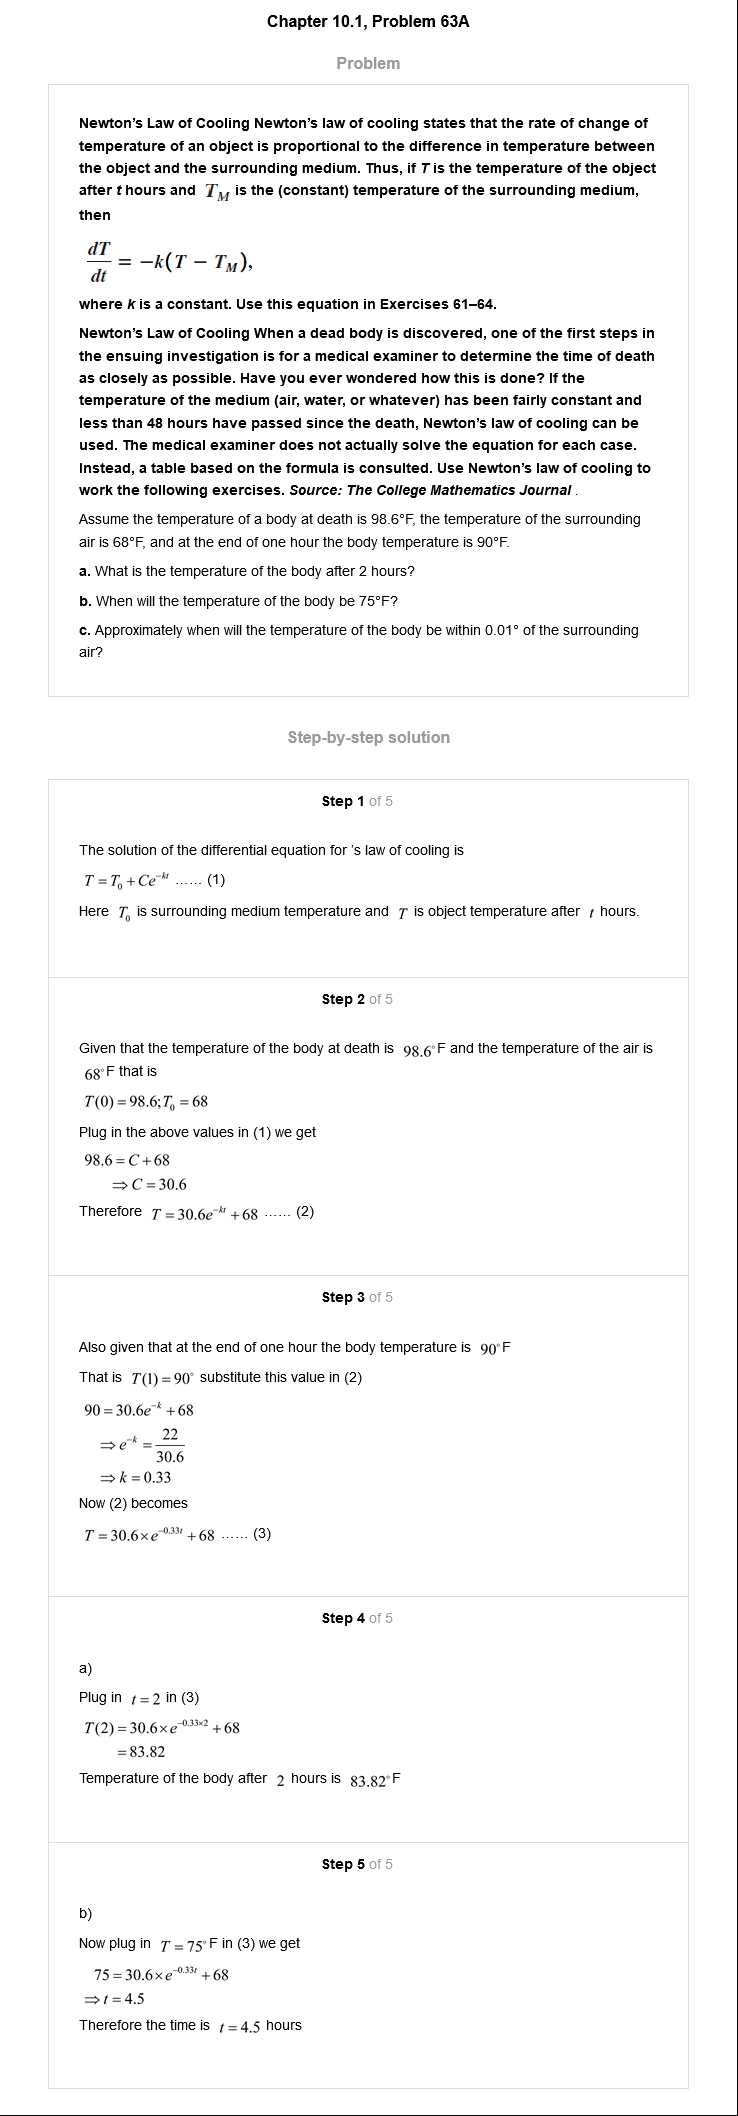 Chapter 10.1, Problem 63A
Problem
Newton's Law of Cooling Newton's law of cooling states that the rate of change of
temperature of an object is proportional to the difference in temperature between
the object and the surrounding medium. Thus, if T is the temperature of the object
after t hours and T_M is the (constant) temperature of the surrounding medium,
then
dT/dt = −k(T − T_M),
where k is a constant. Use this equation in Exercises 61–64.
Newton's Law of Cooling When a dead body is discovered, one of the first steps in
the ensuing investigation is for a medical examiner to determine the time of death
as closely as possible. Have you ever wondered how this is done? If the
temperature of the medium (air, water, or whatever) has been fairly constant and
less than 48 hours have passed since the death, Newton's law of cooling can be
used. The medical examiner does not actually solve the equation for each case.
Instead, a table based on the formula is consulted. Use Newton's law of cooling to
work the following exercises. Source: The College Mathematics Journal .
Assume the temperature of a body at death is 98.6°F, the temperature of the surrounding
air is 68°F, and at the end of one hour the body temperature is 90°F.
a. What is the temperature of the body after 2 hours?
b. When will the temperature of the body be 75°F?
c. Approximately when will the temperature of the body be within 0.01° of the surrounding
air?
Step-by-step solution
Step 1 of 5
The solution of the differential equation for 's law of cooling is
T = T_0 + Ce^{-kt} ...... (1)
Here T_0 is surrounding medium temperature and T is object temperature after t hours.
Step 2 of 5
Given that the temperature of the body at death is 98.6°F and the temperature of the air is
68°F that is
T(0) = 98.6; T_0 = 68
Plug in the above values in (1) we get
98.6 = C + 68
⇒ C = 30.6
Therefore T = 30.6e^{-kt} + 68 ...... (2)
Step 3 of 5
Also given that at the end of one hour the body temperature is 90°F
That is T(1) = 90° substitute this value in (2)
90 = 30.6e^{-k} + 68
⇒ e^{-k} = 22/30.6
⇒ k = 0.33
Now (2) becomes
T = 30.6×e^{-0.33t} + 68 ...... (3)
Step 4 of 5
a)
Plug in t = 2 in (3)
T(2) = 30.6×e^{-0.33×2} + 68
= 83.82
Temperature of the body after 2 hours is 83.82°F
Step 5 of 5
b)
Now plug in T = 75°F in (3) we get
75 = 30.6×e^{-0.33t} + 68
⇒ t = 4.5
Therefore the time is t = 4.5 hours